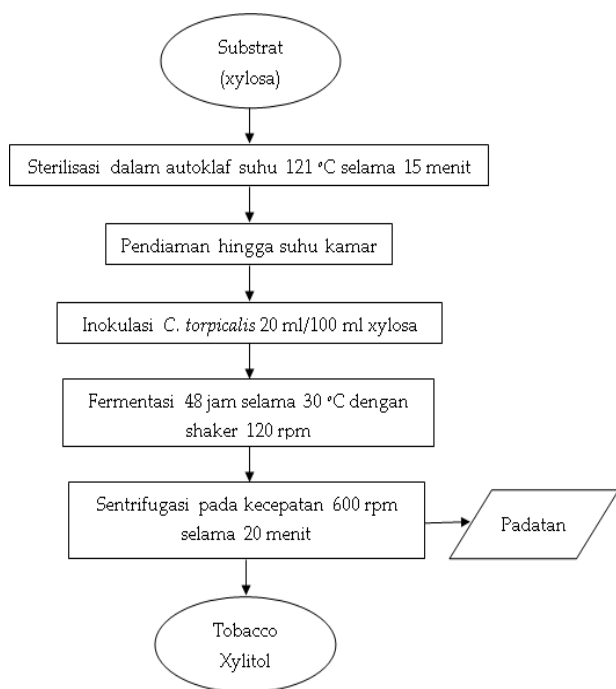 Substrat
(xylosa)
Sterilisasi dalam autoklaf suhu 121 °C selama 15 menit
Pendiaman hingga suhu kamar
Inokulasi C. torpicalis 20 ml/100 ml xylosa
Fermentasi 48 jam selama 30 °C dengan
shaker 120 rpm
Sentrifugasi pada kecepatan 600 rpm
selama 20 menit
Padatan
Tobacco
Xylitol